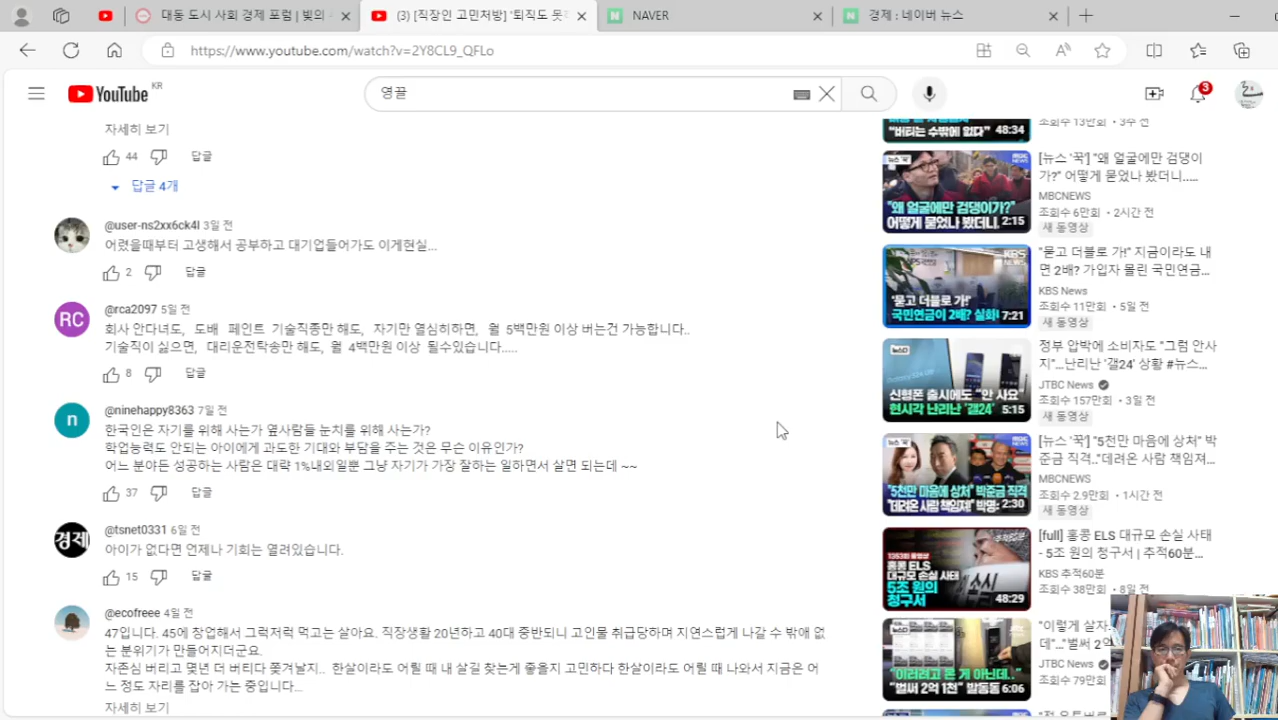 대동 도시 사회 경제 포럼 | 빛의
(3) [직장인 고민처방] "퇴직도 못
NAVER
경제 : 네이버 뉴스
https://www.youtube.com/watch?v=2Y8CL9_QFLo
YouTube KR
영끌
3
자세히 보기
44 답글
답글 4개
@user-ns2xx6ck4l 3일 전
어렸을때부터 고생해서 공부하고 대기업들어가도 이게현실...
2 답글
RC
@rca2097 5일 전
회사 안다녀도, 도배 페인트 기술직종만 해도, 자기만 열심히하면, 월 5백만원 이상 버는건 가능합니다..
기술직이 싫으면, 대리운전탁송만 해도, 월 4백만원 이상 될수있습니다.....
8 답글
n
@ninehappy8363 7일 전
한국인은 자기를 위해 사는가 옆사람들 눈치를 위해 사는가?
학업능력도 안되는 아이에게 과도한 기대와 부담을 주는 것은 무슨 이유인가?
어느 분야든 성공하는 사람은 대략 1%내외일뿐 그냥 자기가 가장 잘하는 일하면서 살면 되는데 ~~
37 답글
경제
@tsnet0331 6일 전
아이가 없다면 언제나 기회는 열려있습니다.
15 답글
@ecofreee 4일 전
47입니다. 45에 창업해서 그럭저럭 먹고는 살아요. 직장생활 20년하고 40대 중반되니 고인물 취급당하며 지연스럽게 나갈 수 밖에 없
는 분위기가 만들어지더군요.
자존심 버리고 몇년더 버티다 쫓겨날지.. 한살이라도 어릴 때 내 살길 찾는게 좋을지 고민하다 한살이라도 어릴 때 나와서 지금은 어
느 정도 자리를 잡아 가는 중입니다...
자세히 보기
"버티는 수밖에 없다"
48:34
조회수 13만회 • 3주 전
뉴스 '꾹'
MBC NEWS
"왜 얼굴에만 검댕이가?"
어떻게 묻었나 봤더니.
2:15
[뉴스 '꾹'] "왜 얼굴에만 검댕이
가?" 어떻게 묻었나 봤더니.....
MBCNEWS
조회수 6만회 • 2시간 전
새 동영상
KBS NEWS
'묻고 더블로 가!'
국민연금이 2배? 실화
7:21
"묻고 더블로 가!" 지금이라도 내
면 2배? 가입자 몰린 국민연금...
KBS News
조회수 11만회 • 5일 전
새 동영상
뉴스D
신형폰 출시에도 "안 사요"
현시각 난리난 '갤24'
5:15
정부 압박에 소비자도 "그럼 안사
지"...난리난 '갤24' 상황 #뉴스...
JTBC News
조회수 157만회 • 3일 전
새 동영상
뉴스 '꾹'
MBC NEWS
"5천만 마음에 상처" 박준금 직격
"데려온 사람 책임져" 박명
2:30
[뉴스 '꾹'] "5천만 마음에 상처" 박
준금 직격.."데려온 사람 책임져...
MBCNEWS
조회수 2.9만회 • 1시간 전
새 동영상
홍콩 ELS
대규모 손실 사태
5조 원의
청구서
48:29
[full] 홍콩 ELS 대규모 손실 사태
- 5조 원의 청구서 | 추적60분...
KBS 추적60분
조회수 38만회 • 8일 전
뉴스D
"이러려고 온 게 아닌데.."
"벌써 2억 1천" 발동동
6:06
"이렇게 살자
데"..."벌써 2억
JTBC News
조회수 79만회